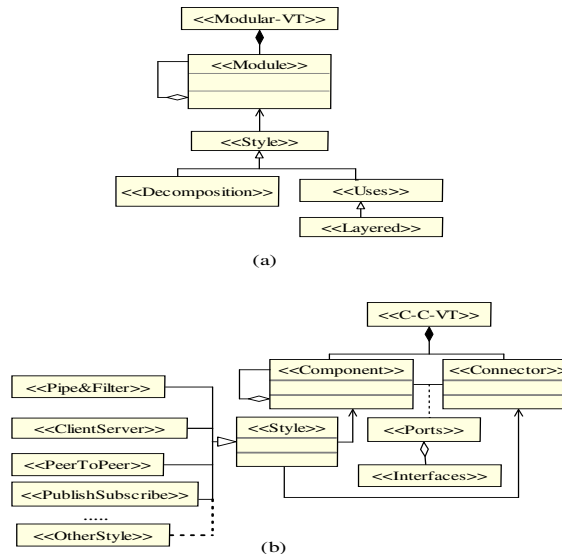 <<Modular-VT>>
<<Module>>
<<Style>>
<<Decomposition>>
<<Uses>>
<<Layered>>
(a)
<<C-C-VT>>
<<Component>>
<<Connector>>
<<Pipe&Filter>>
<<ClientServer>>
<<Style>>
<<Ports>>
<<PeerToPeer>>
<<Interfaces>>
<<PublishSubscribe>>
.....
<<OtherStyle>>
(b)